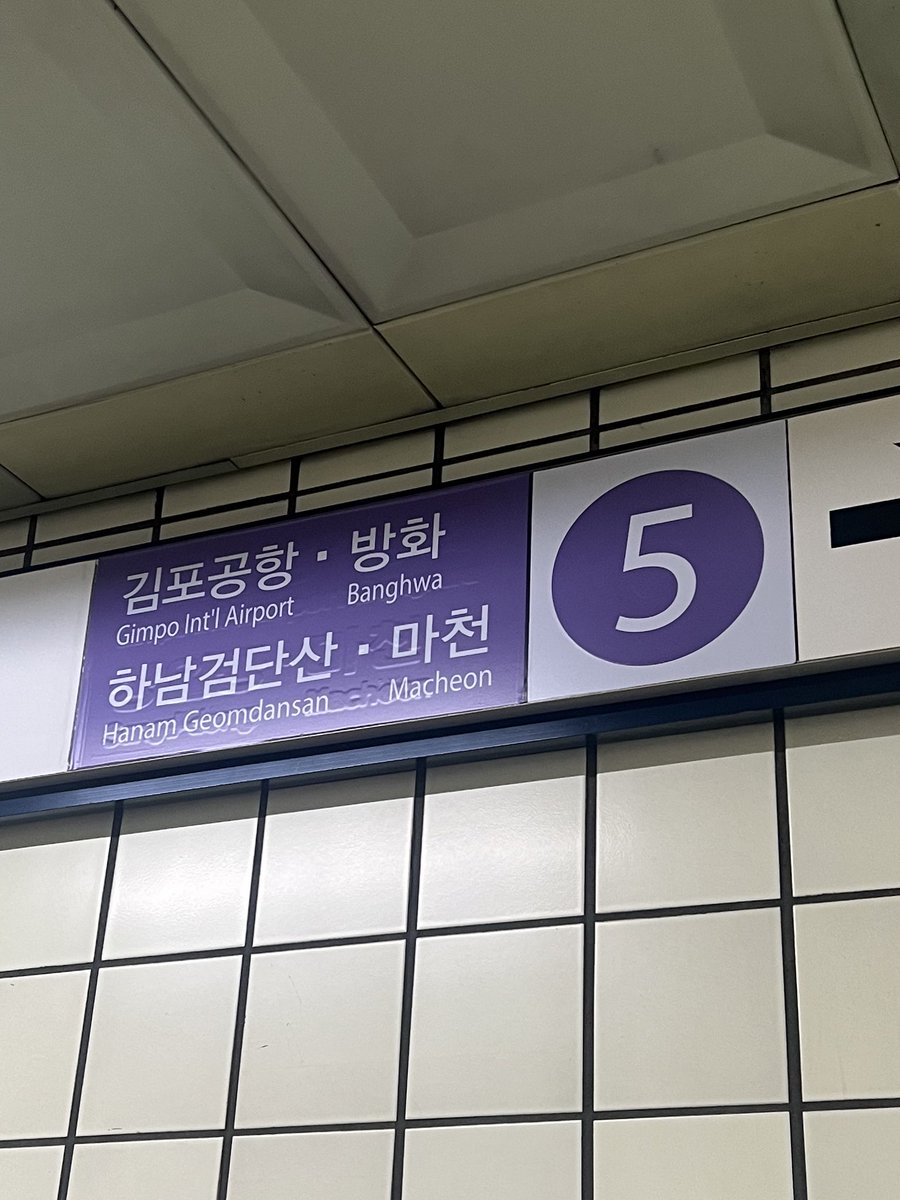 김포공항 · 방화
Gimpo Int'l Airport Banghwa
하남검단산 · 마천
Hanam Geomdansan Macheon
5